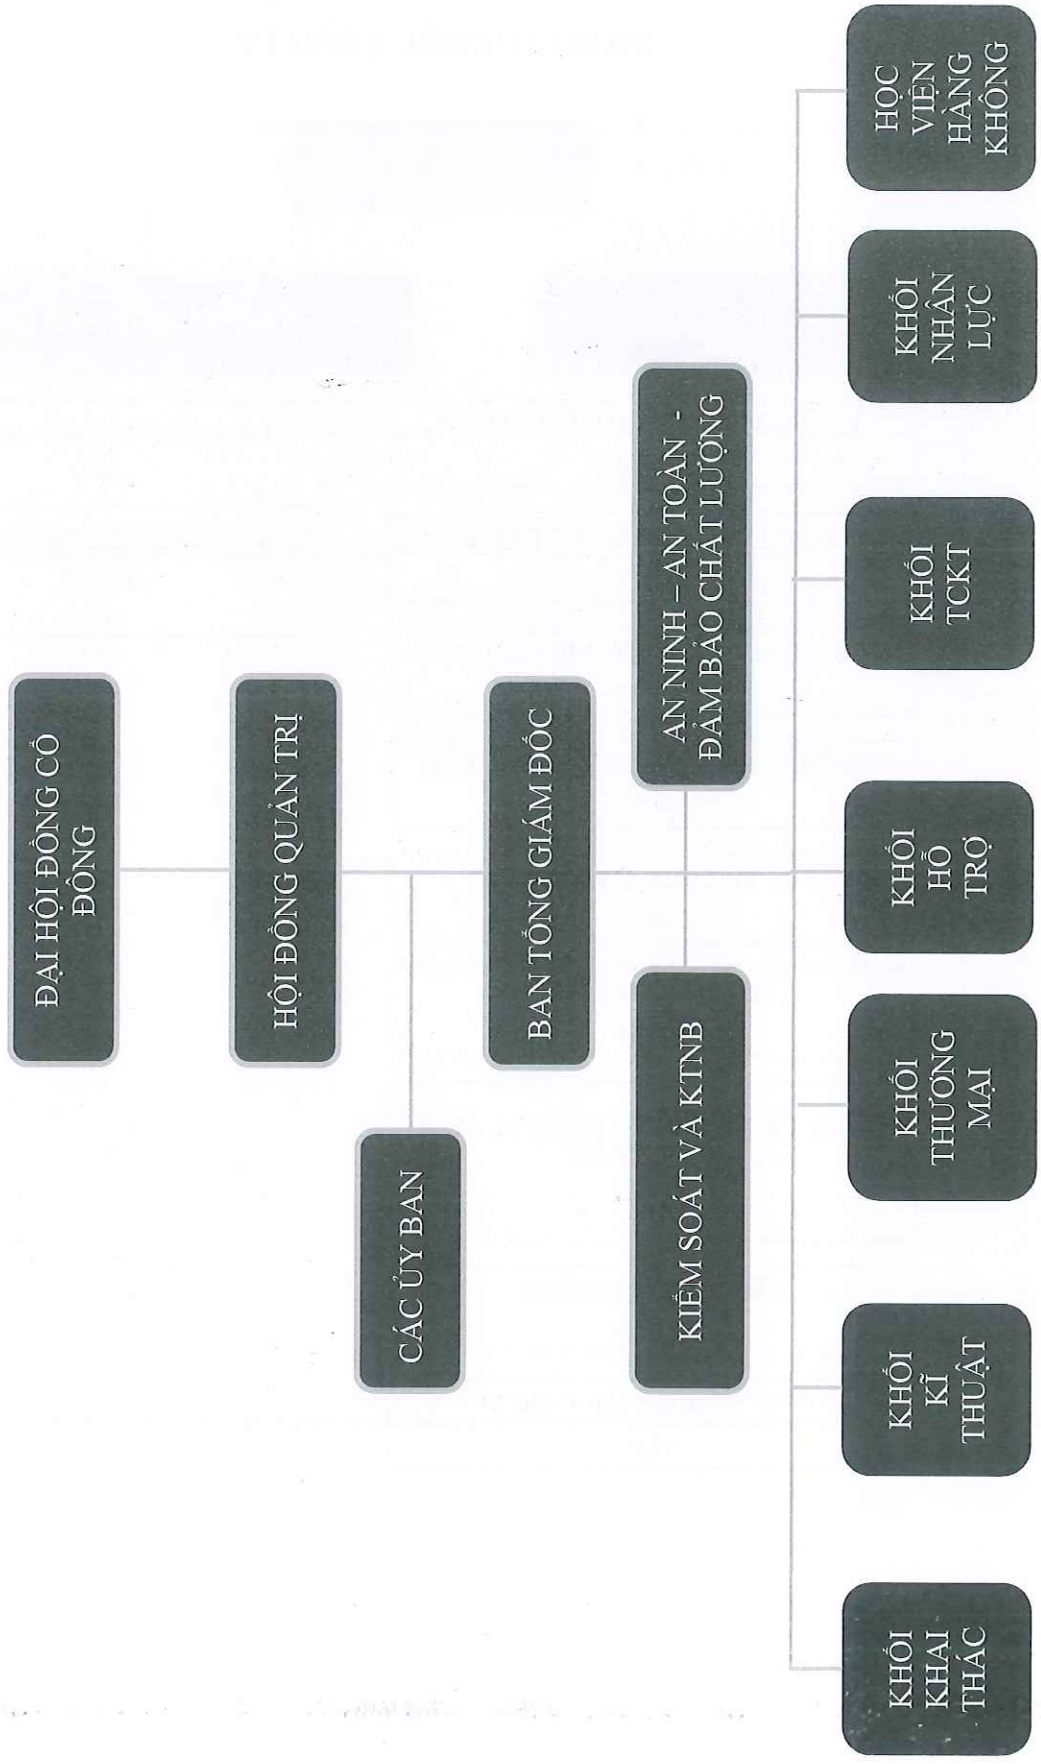 ĐẠI HỘI ĐỒNG CỔ
ĐÔNG
HỘI ĐỒNG QUẢN TRỊ
CÁC ỦY BAN
BAN TỔNG GIÁM ĐỐC
KIỂM SOÁT VÀ KTNB
AN NINH – AN TOÀN -
ĐẢM BẢO CHẤT LƯỢNG
KHỐI
KHAI
THÁC
KHỐI
KĨ
THUẬT
KHỐI
THƯƠNG
MẠI
KHỐI
HỖ
TRỢ
KHỐI
TCKT
KHỐI
NHÂN
LỰC
HỌC
VIỆN
HÀNG
KHÔNG